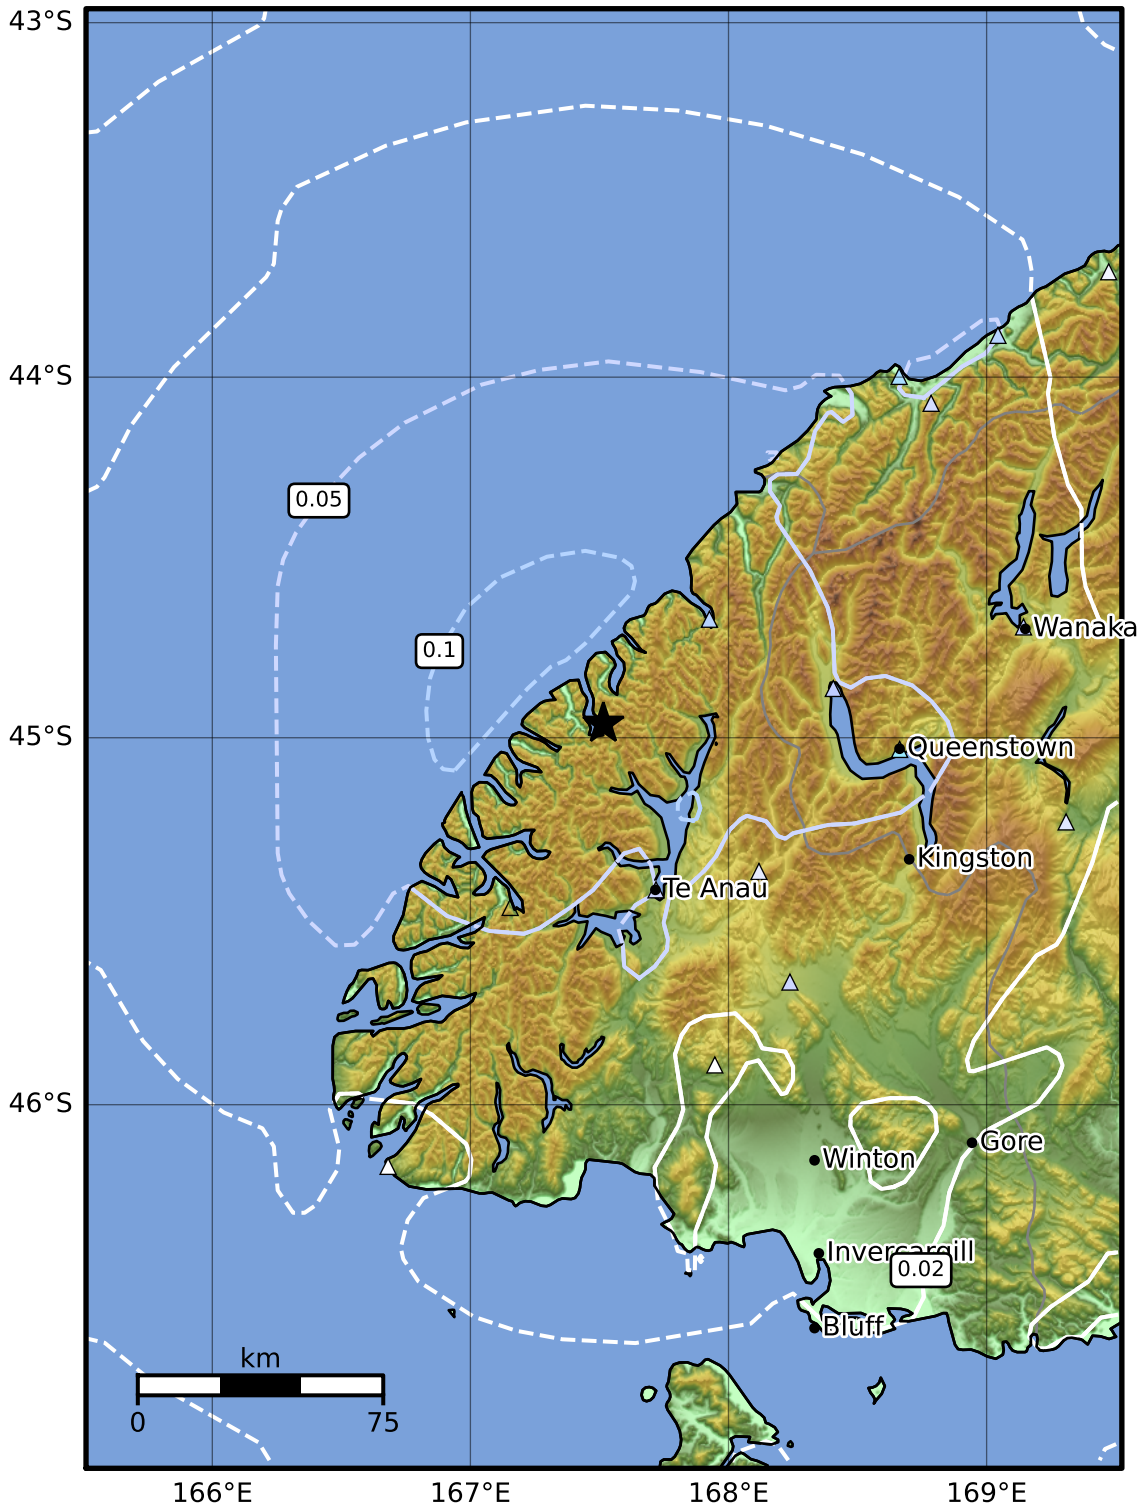 43°S
44°S
0.05
0.1
Wanaka
45°S
Queenstown
Kingston
Te Anau
46°S
Gore
Winton
Invercargill
0.02
Bluff
km
0 75
166°E 167°E 168°E 169°E